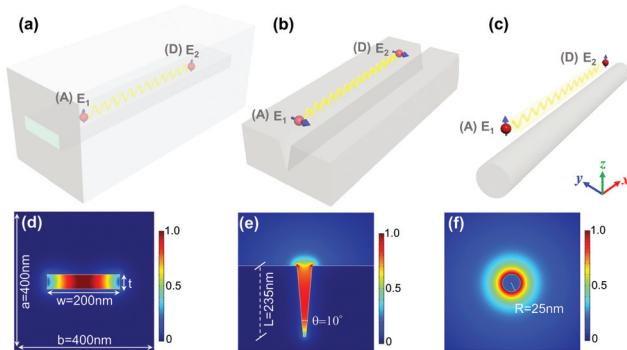 (a)
(A) E1
(D) E2
(b)
(A) E1
(D) E2
(c)
(A) E1
(D) E2
z
y
x
(d)
a=400nm
w=200nm
t
b=400nm
1.0
0.5
0
(e)
L=235nm
θ=10°
1.0
0.5
0
(f)
R=25nm
1.0
0.5
0